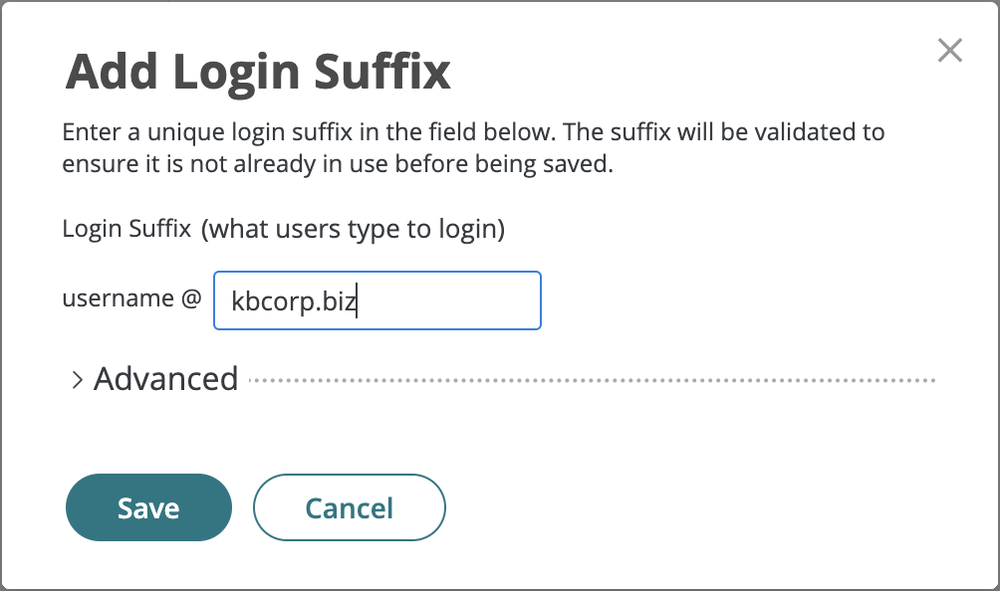 Add Login Suffix
Enter a unique login suffix in the field below. The suffix will be validated to
ensure it is not already in use before being saved.
Login Suffix (what users type to login)
username @ kbcorp.biz
Advanced
Save Cancel